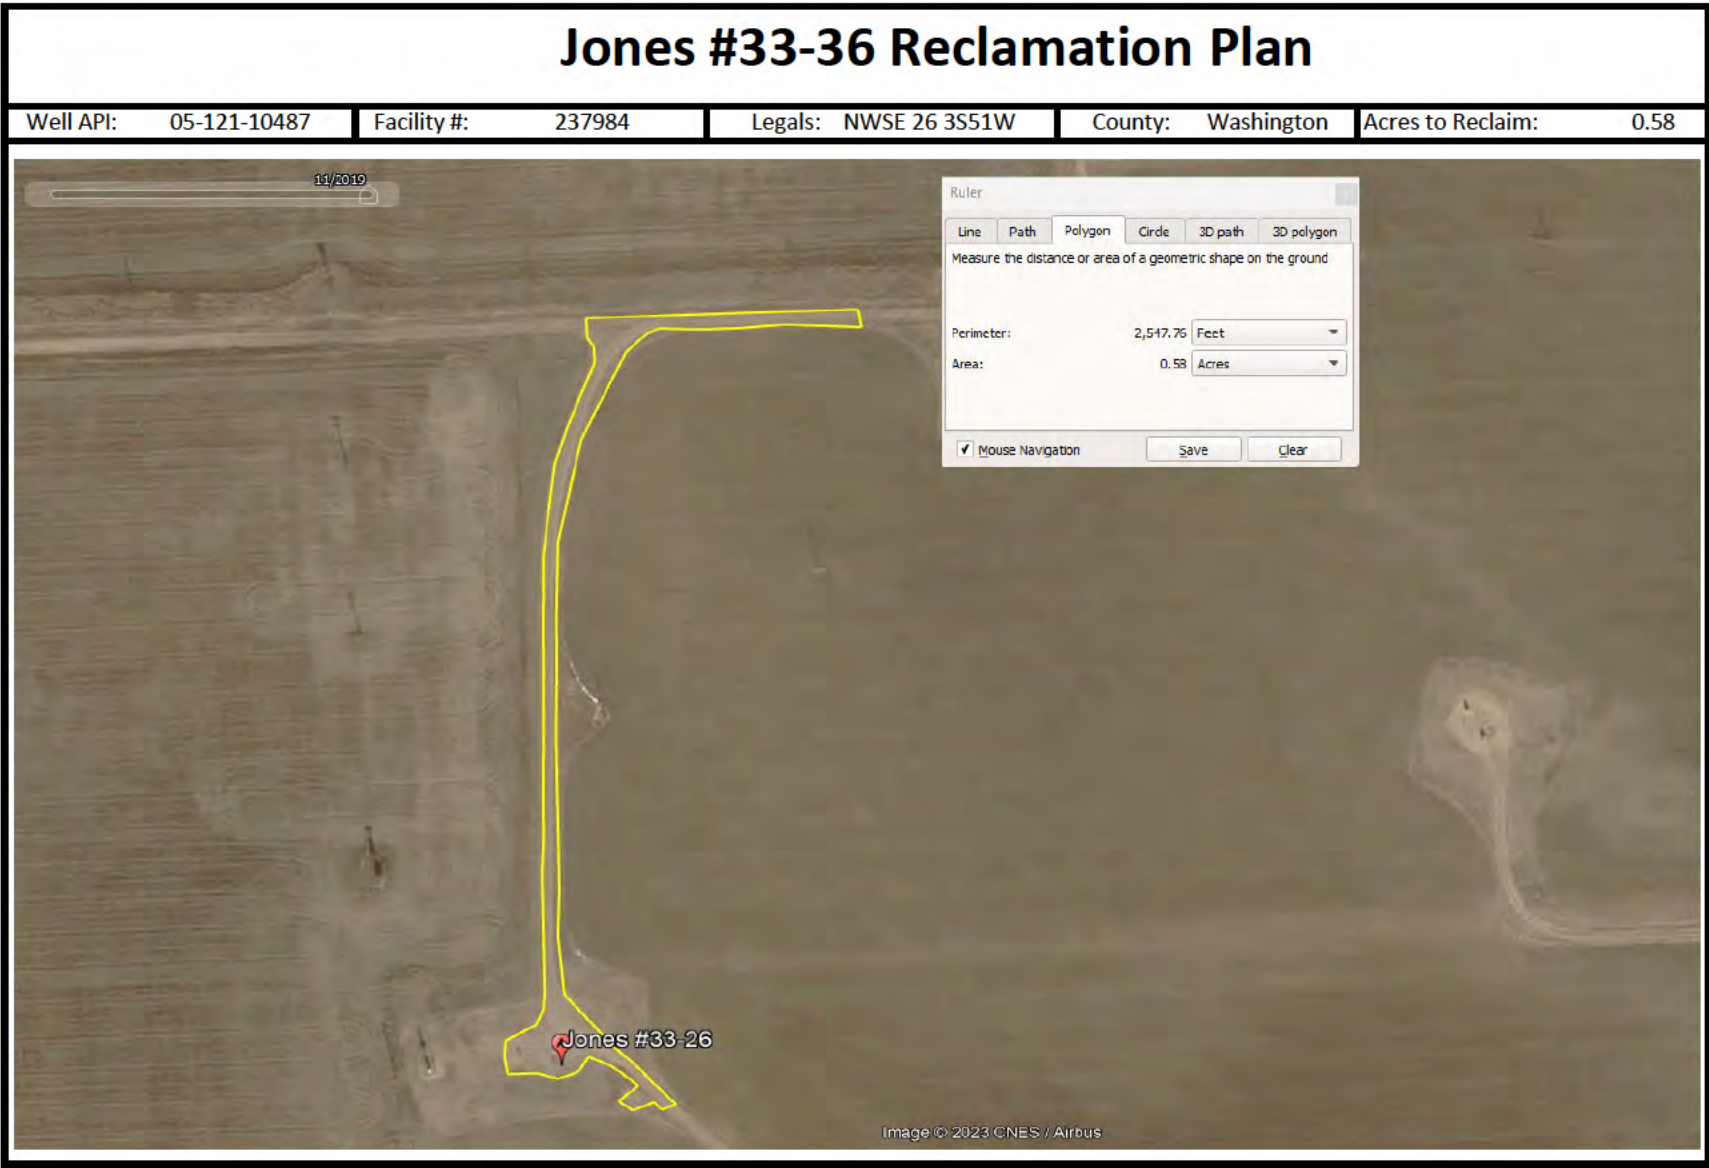 Jones #33-36 Reclamation Plan
Well API: 05-121-10487 Facility #: 237984 Legals: NWSE 26 3S51W County: Washington Acres to Reclaim: 0.58
11/2019
Ruler
Line Path Polygon Circle 3D path 3D polygon
Measure the distance or area of a geometric shape on the ground
Perimeter: 2,547.76 Feet
Area: 0.58 Acres
Mouse Navigation Save Clear
Jones #33-26
Image © 2023 CNES / Airbus